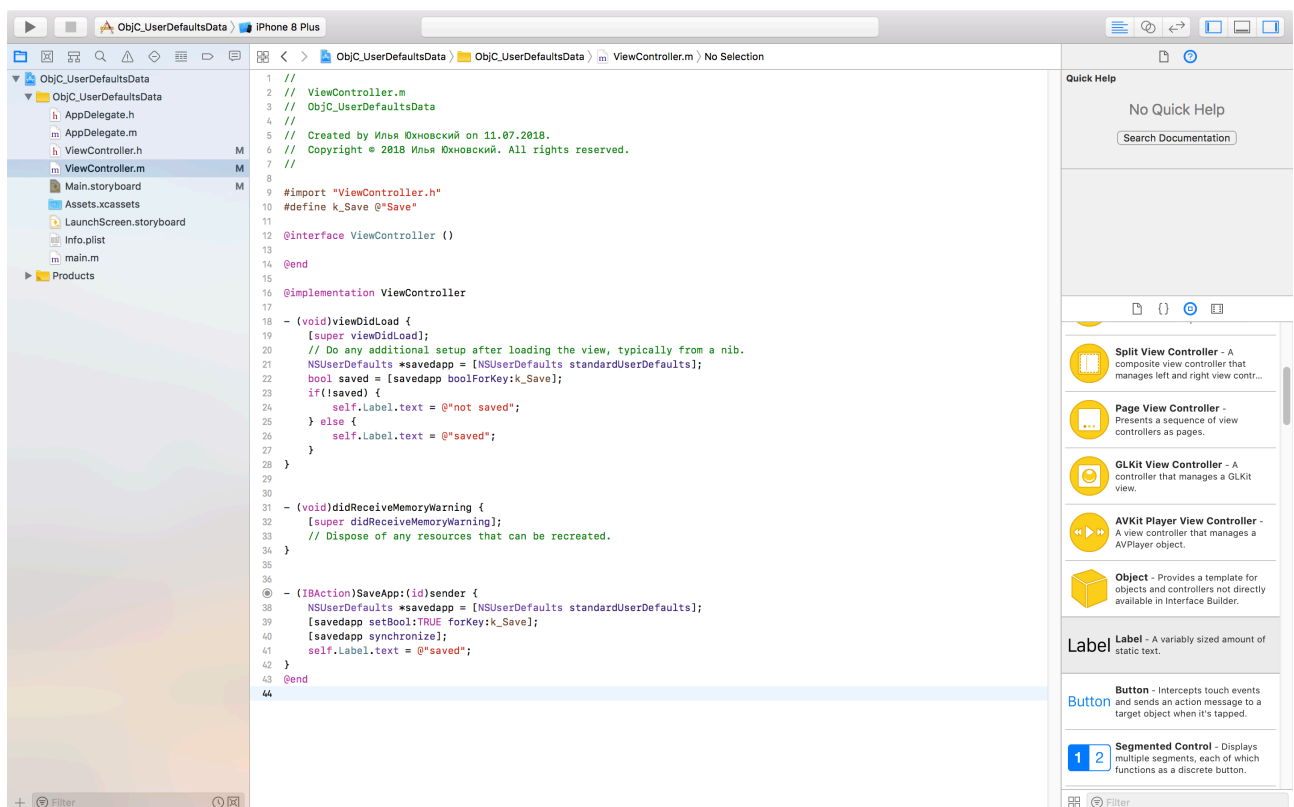 ObjC_UserDefaultsData
iPhone 8 Plus
ObjC_UserDefaultsData
ObjC_UserDefaultsData
AppDelegate.h
AppDelegate.m
ViewController.h M
ViewController.m M
Main.storyboard M
Assets.xcassets
LaunchScreen.storyboard
Info.plist
main.m
Products
Filter
ObjC_UserDefaultsData ObjC_UserDefaultsData ViewController.m No Selection
1 //
2 //  ViewController.m
3 //  ObjC_UserDefaultsData
4 //
5 //  Created by Илья Юхновский on 11.07.2018.
6 //  Copyright © 2018 Илья Юхновский. All rights reserved.
7 //
8
9 #import "ViewController.h"
10 #define k_Save @"Save"
11
12 @interface ViewController ()
13
14 @end
15
16 @implementation ViewController
17
18 - (void)viewDidLoad {
19     [super viewDidLoad];
20     // Do any additional setup after loading the view, typically from a nib.
21     NSUserDefaults *savedapp = [NSUserDefaults standardUserDefaults];
22     bool saved = [savedapp boolForKey:k_Save];
23     if(!saved) {
24         self.Label.text = @"not saved";
25     } else {
26         self.Label.text = @"saved";
27     }
28 }
29
30
31 - (void)didReceiveMemoryWarning {
32     [super didReceiveMemoryWarning];
33     // Dispose of any resources that can be recreated.
34 }
35
36
- (IBAction)SaveApp:(id)sender {
38     NSUserDefaults *savedapp = [NSUserDefaults standardUserDefaults];
39     [savedapp setBool:TRUE forKey:k_Save];
40     [savedapp synchronize];
41     self.Label.text = @"saved";
42 }
43 @end
44
Quick Help
No Quick Help
Search Documentation
Split View Controller - A
composite view controller that
manages left and right view contr...
Page View Controller -
Presents a sequence of view
controllers as pages.
GLKit View Controller - A
controller that manages a GLKit
view.
AVKit Player View Controller -
A view controller that manages a
AVPlayer object.
Object - Provides a template for
objects and controllers not directly
available in Interface Builder.
Label
Label - A variably sized amount of
static text.
Button
Button - Intercepts touch events
and sends an action message to a
target object when it's tapped.
1 2
Segmented Control - Displays
multiple segments, each of which
functions as a discrete button.
Filter